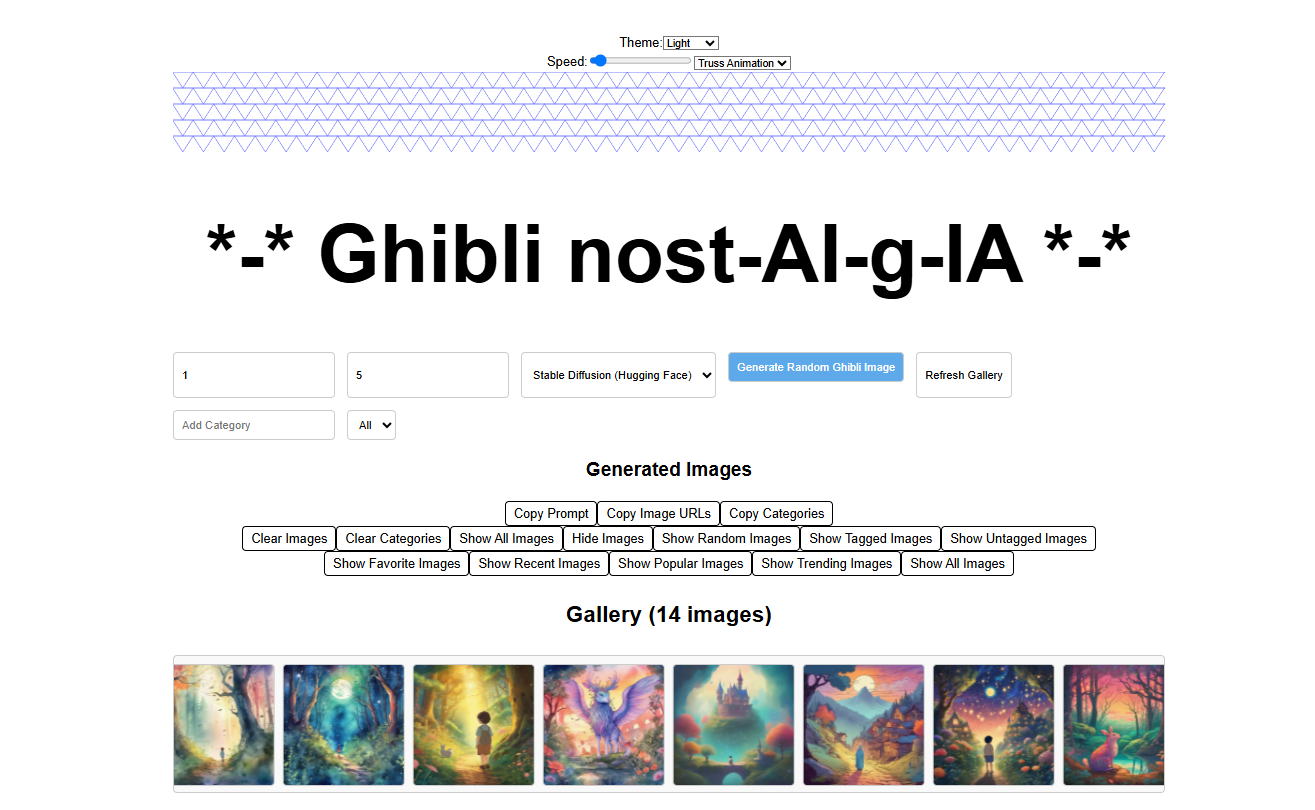 Theme: Light
Speed: Truss Animation
*-* Ghibli nost-AI-g-IA *-*
1 5 Stable Diffusion (Hugging Face) Generate Random Ghibli Image Refresh Gallery
Add Category All
Generated Images
Copy Prompt Copy Image URLs Copy Categories
Clear Images Clear Categories Show All Images Hide Images Show Random Images Show Tagged Images Show Untagged Images
Show Favorite Images Show Recent Images Show Popular Images Show Trending Images Show All Images
Gallery (14 images)